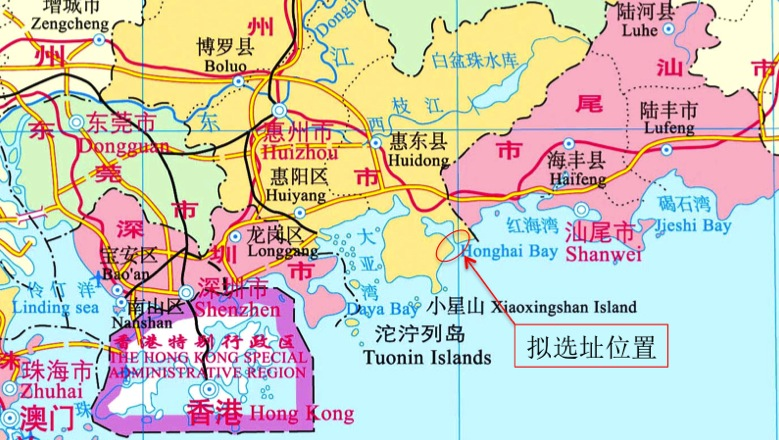 增城市
Zengcheng
州
州
江
Dongji
陆河县
Luhe
汕
市
博罗县
Boluo
白盆珠水库
尾
陆丰市
Lufeng
东莞市
Dongguan
东
东
惠州市
Huizhou
西
枝
江
惠东县
Huidong
市
海丰县
Haifeng
莞
市
惠阳区
Huiyang
市
碣石湾
Jieshi Bay
深
圳
市
龙岗区
Longgang
大
亚
湾
Daya Bay
红海湾
Honghai Bay
汕尾市
Shanwei
宝安区
Bao'an
伶仃洋
Linding sea
南山区
Nanshan
深圳市
Shenzhen
小星山 Xiaoxingshan Island
沱泞列岛
Tuonin Islands
拟选址位置
香港特别行政区
THE HONG KONG SPECIAL
ADMINISTRATIVE REGION
珠
珠海市
Zhuhai
澳门
珠
香港 Hong Kong